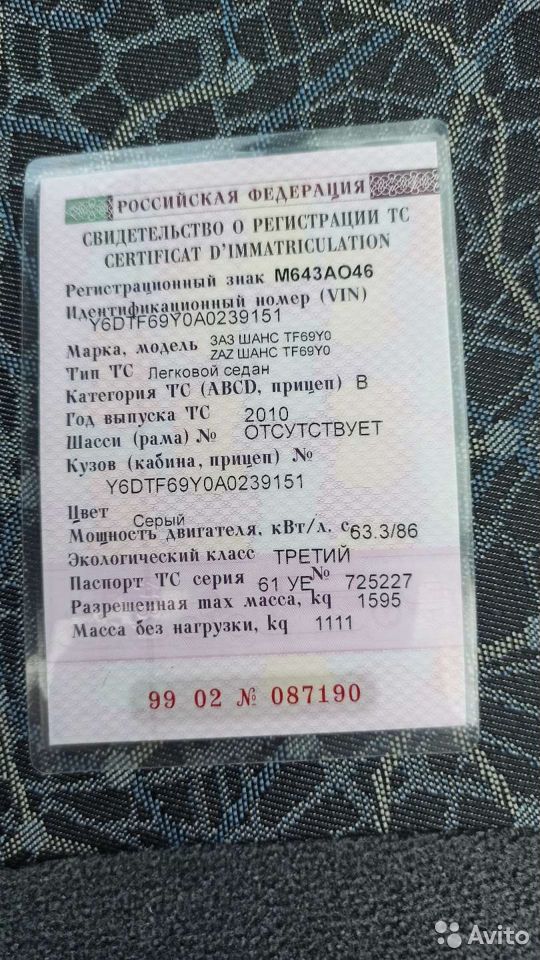 РОССИЙСКАЯ ФЕДЕРАЦИЯ
СВИДЕТЕЛЬСТВО О РЕГИСТРАЦИИ ТС
CERTIFICAT D'IMMATRICULATION
Регистрационный знак М643АО46
Идентификационный номер (VIN)
Y6DTF69Y0A0239151
Марка, модель ЗАЗ ШАНС TF69Y0
ZAZ ШАНС TF69Y0
Тип ТС Легковой седан
Категория ТС (ABCD, прицеп) B
Год выпуска ТС 2010
Шасси (рама) № ОТСУТСТВУЕТ
Кузов (кабина, прицеп) №
Y6DTF69Y0A0239151
Цвет Серый
Мощность двигателя, кВт/л. с 63.3/86
Экологический класс ТРЕТИЙ
Паспорт ТС серия 61 УЕ № 725227
Разрешенная max масса, kg 1595
Масса без нагрузки, kg 1111
99 02 № 087190
Avito